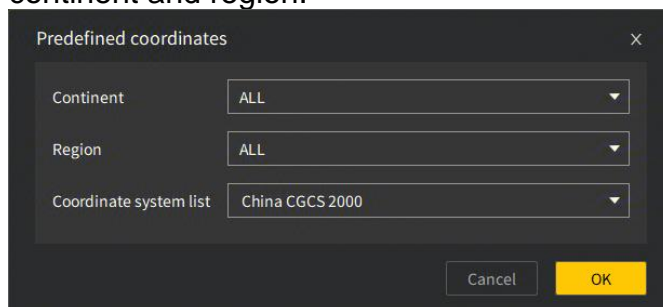 continent and region.
Predefined coordinates X
Continent ALL
Region ALL
Coordinate system list China CGCS 2000
Cancel OK